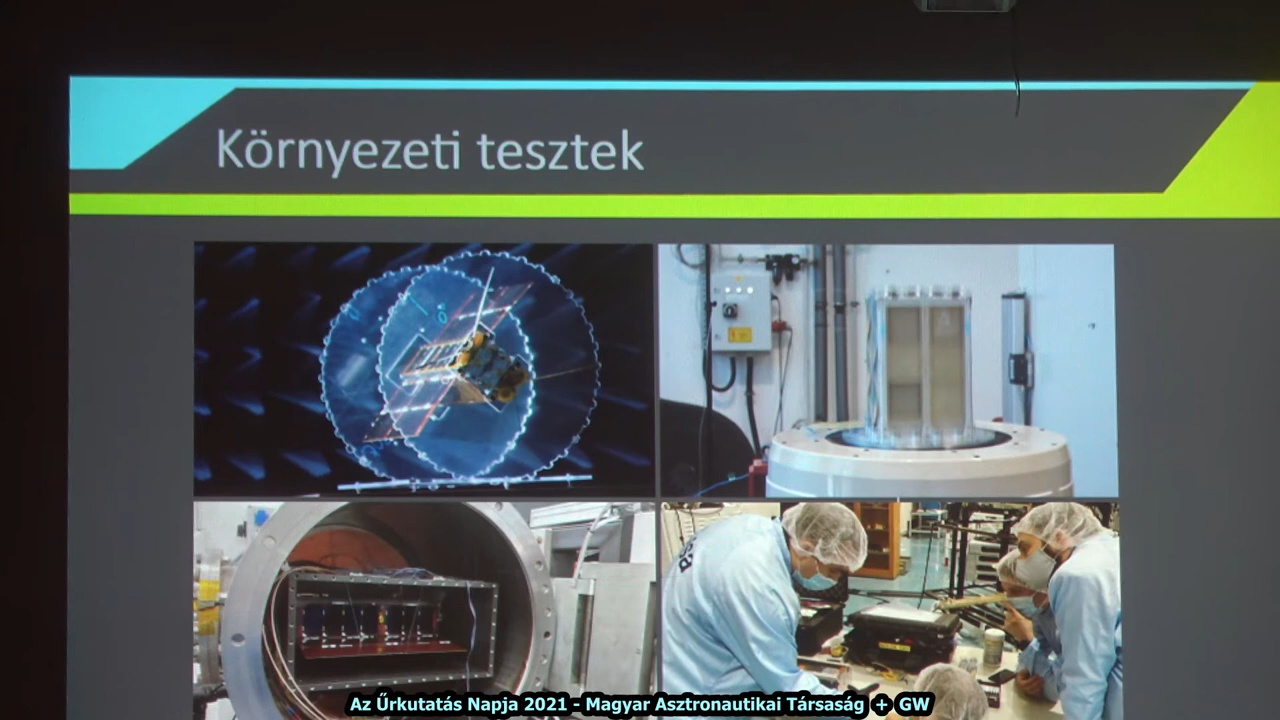 Környezeti tesztek
Az Űrkutatás Napja 2021 - Magyar Asztronautikai Társaság + GW